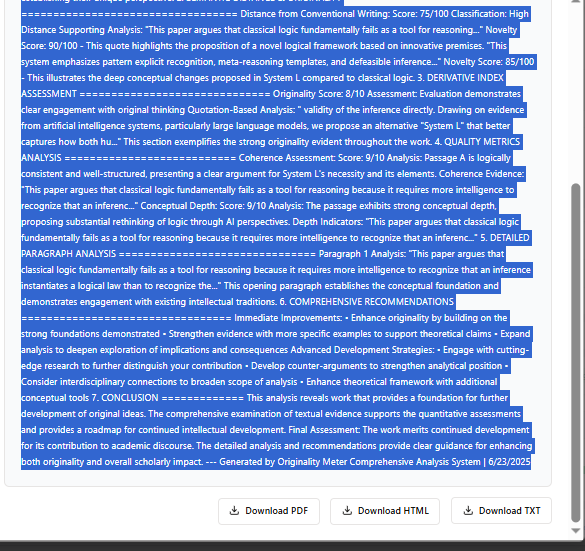 ================================ Distance from Conventional Writing: Score: 75/100 Classification: High
Distance Supporting Analysis: "This paper argues that classical logic fundamentally fails as a tool for reasoning..." Novelty
Score: 90/100 - This quote highlights the proposition of a new logical framework based on innovative premises. "This
system emphasizes pattern explicit recognition, meta-reasoning templates, and defeasible inference..." Novelty Score: 85/100
- This illustrates the deep conceptual changes proposed in System L compared to classical logic. 3. DERIVATIVE INDEX
ASSESSMENT ============================ Originality Score: 8/10 Assessment: Evaluation demonstrates
clear engagement with original thinking Quotation-Based Analysis: " validity of the inference directly. Drawing on evidence
from artificial intelligence systems, particularly large language models, we propose an alternative "System L" that better
captures how both hu..." This section exemplifies the strong originality evident throughout the work. 4. QUALITY METRICS
ANALYSIS ========================= Coherence Assessment: Score: 9/10 Analysis: Passage A is logically
consistent and well-structured, presenting a clear argument for System L's necessity and its elements. Coherence Evidence:
"This paper argues that classical logic fundamentally fails as a tool for reasoning because it requires more intelligence to
recognize that an inferenc..." Conceptual Depth: Score: 9/10 Analysis: The passage exhibits strong conceptual depth,
proposing substantial rethinking of logic through AI perspectives. Depth Indicators: "This paper argues that classical logic
fundamentally fails as a tool for reasoning because it requires more intelligence to recognize that an inferenc..." 5. DETAILED
PARAGRAPH ANALYSIS ============================= Paragraph 1 Analysis: "This paper argues that
classical logic fundamentally fails as a tool for reasoning because it requires more intelligence to recognize that an inference
instantiates a logical law than to recognize the..." This opening paragraph establishes the conceptual foundation and
demonstrates engagement with existing intellectual traditions. 6. COMPREHENSIVE RECOMMENDATIONS
=============================== Immediate Improvements: • Enhance originality by building on the
strong foundations demonstrated • Strengthen evidence with more specific examples to support theoretical claims • Expand
analysis to deepen exploration of implications and consequences Advanced Development Strategies: • Engage with cutting-
edge research to further distinguish your contribution • Develop counter-arguments to strengthen analytical position •
Consider interdisciplinary connections to broaden scope of analysis • Enhance theoretical framework with additional
conceptual tools 7. CONCLUSION ============= This analysis reveals work that provides a foundation for further
development of original ideas. The comprehensive examination of textual evidence supports the quantitative assessments
and provides a roadmap for continued intellectual development. Final Assessment: The work merits continued development
for its contribution to academic discourse. The detailed analysis and recommendations provide clear guidance for enhancing
both originality and overall scholarly impact. --- Generated by Originality Meter Comprehensive Analysis System | 6/23/2025
Download PDF
Download HTML
Download TXT